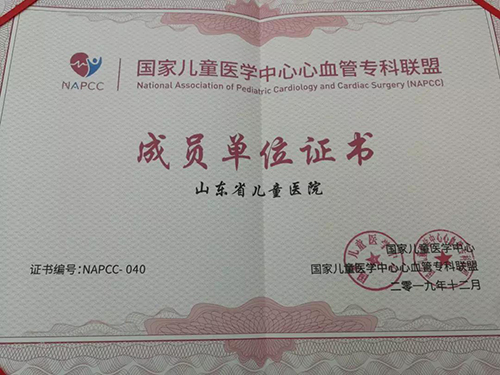 NAPCC
国家儿童医学中心心血管专科联盟
National Association of Pediatric Cardiology and Cardiac Surgery (NAPCC)
成员单位证书
山东省儿童医院
国家儿童医学中心
证书编号:NAPCC- 040
国家儿童医学中心心血管专科联盟
二零一九年十二月